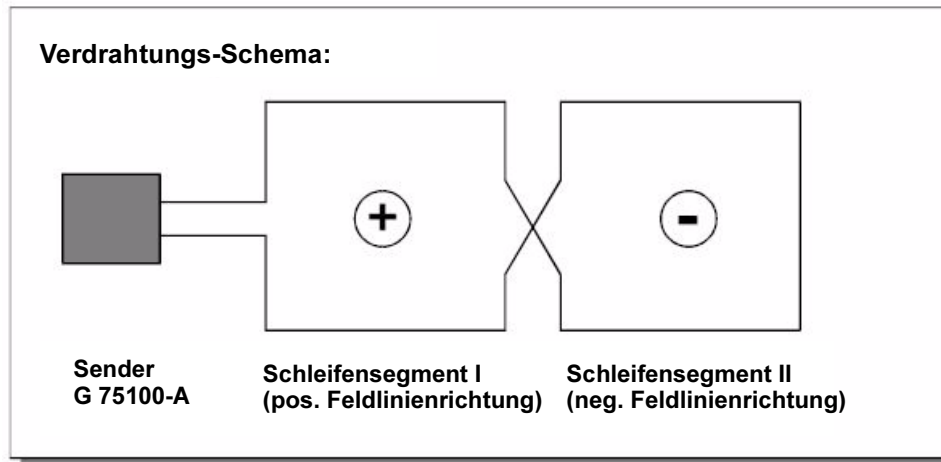 Verdrahtungs-Schema:
+
-
Sender
G 75100-A
Schleifensegment I
(pos. Feldlinienrichtung)
Schleifensegment II
(neg. Feldlinienrichtung)